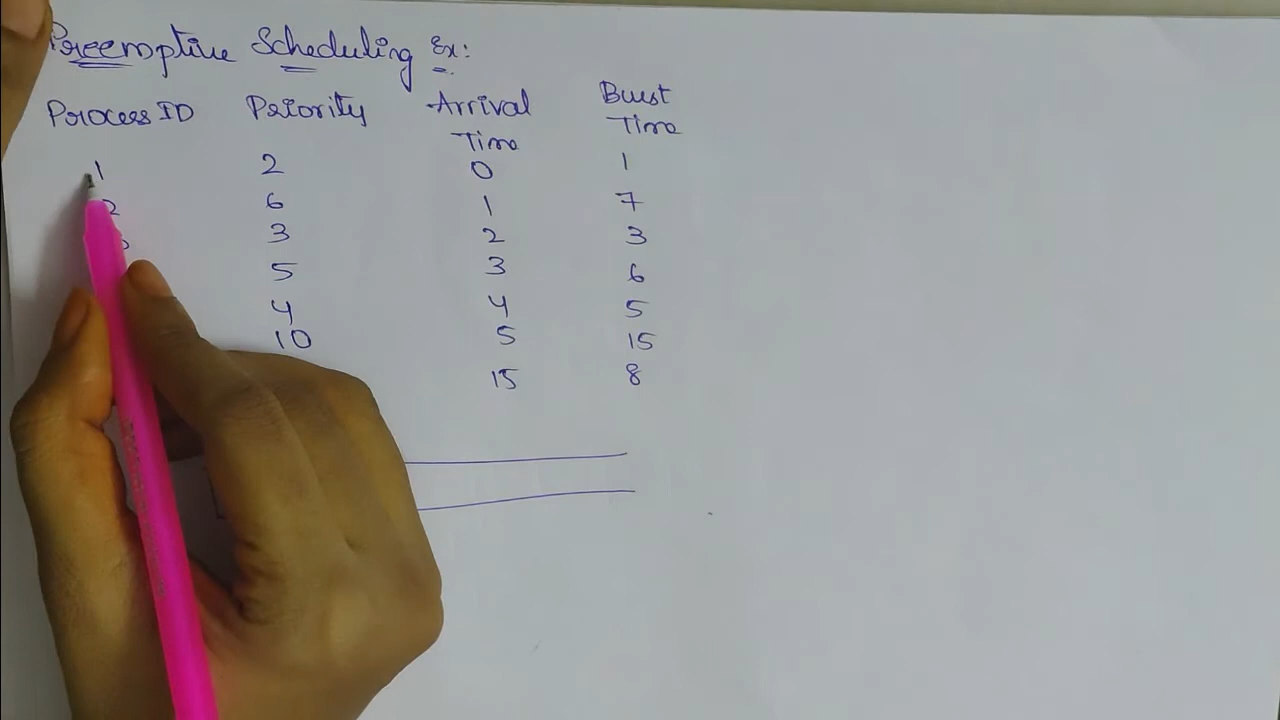 Preemptive Scheduling Ex:
Process ID Priority Arrival Time Burst Time
1 2 0 1
2 6 1 7
3 2 3
5 3 6
4 4 5
10 5 15
15 8